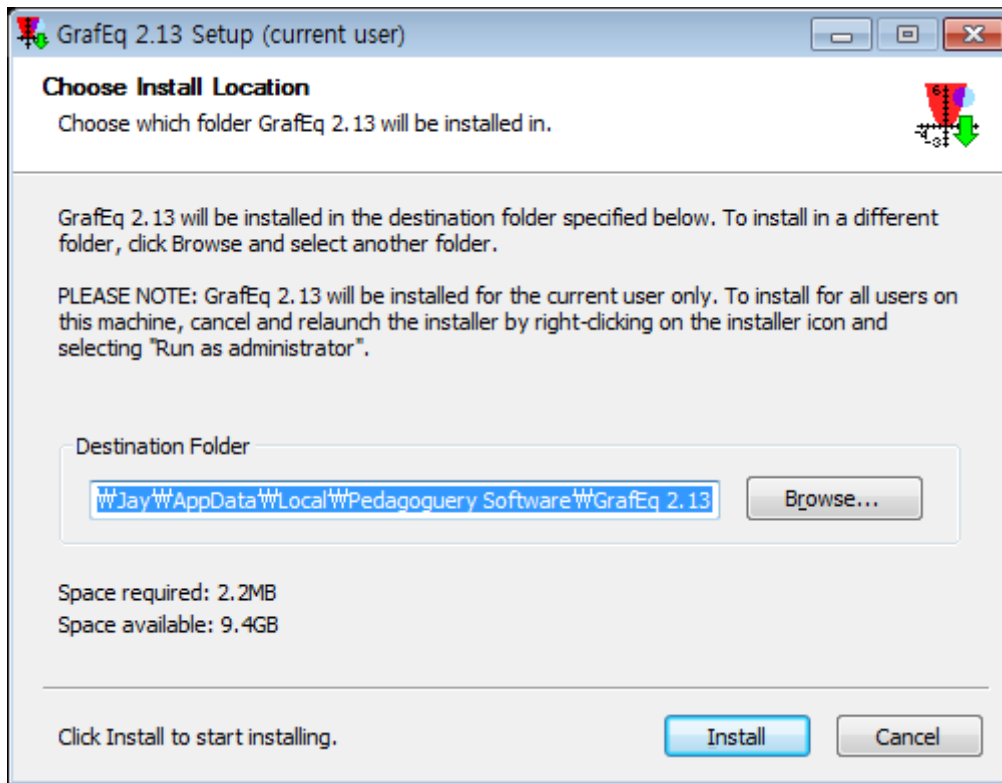 GrafEq 2.13 Setup (current user)
Choose Install Location
Choose which folder GrafEq 2.13 will be installed in.
6
-3
GrafEq 2.13 will be installed in the destination folder specified below. To install in a different
folder, click Browse and select another folder.
PLEASE NOTE: GrafEq 2.13 will be installed for the current user only. To install for all users on
this machine, cancel and relaunch the installer by right-clicking on the installer icon and
selecting "Run as administrator".
Destination Folder
₩Jay₩AppData₩Local₩Pedagoguery Software₩GrafEq 2.13
Browse...
Space required: 2.2MB
Space available: 9.4GB
Click Install to start installing.
Install
Cancel